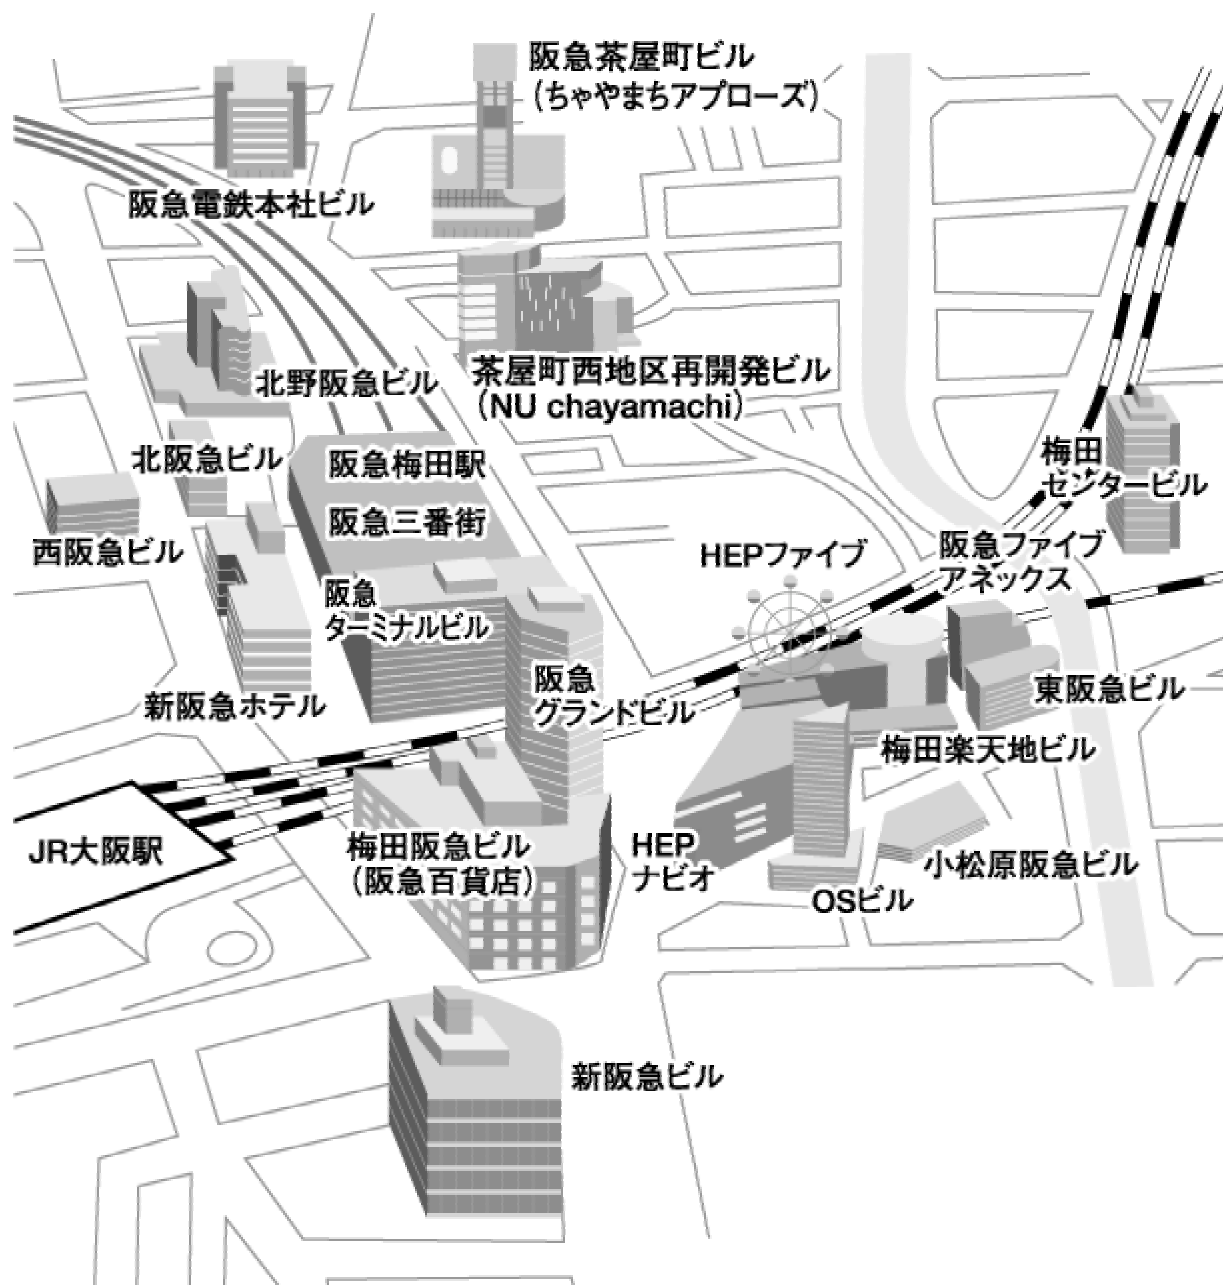 阪急茶屋町ビル
（ちゃやまちアプローズ）
阪急電鉄本社ビル
茶屋町西地区再開発ビル
（NU chayamachi）
北野阪急ビル
北阪急ビル
阪急梅田駅
阪急三番街
西阪急ビル
梅田
センタービル
HEPファイブ
阪急ファイブ
アネックス
阪急
ターミナルビル
新阪急ホテル
阪急
グランドビル
東阪急ビル
梅田楽天地ビル
JR大阪駅
梅田阪急ビル
（阪急百貨店）
HEP
ナビオ
小松原阪急ビル
OSビル
新阪急ビル